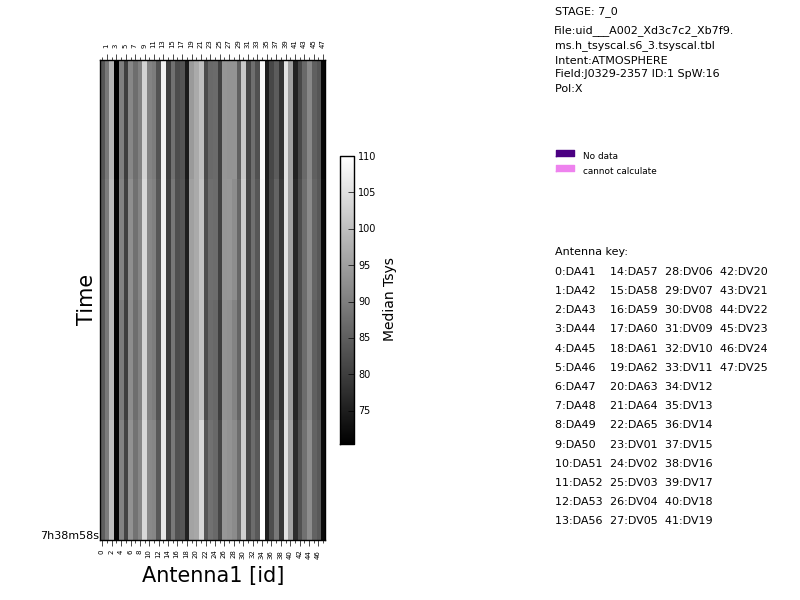 STAGE: 7_0
File:uid___A002_Xd3c7c2_Xb7f9.
ms.h_tsyscal.s6_3.tsyscal.tbl
Intent:ATMOSPHERE
Field:J0329-2357 ID:1 SpW:16
Pol:X
1 3 5 7 9 11 13 15 17 19 21 23 25 27 29 31 33 35 37 39 41 43 45 47
No data
cannot calculate
110
105
100
95
90
85
80
75
Median Tsys
Time
7h38m58s
0 2 4 6 8 10 12 14 16 18 20 22 24 26 28 30 32 34 36 38 40 42 44 46
Antenna1 [id]
Antenna key:
0:DA41 14:DA57 28:DV06 42:DV20
1:DA42 15:DA58 29:DV07 43:DV21
2:DA43 16:DA59 30:DV08 44:DV22
3:DA44 17:DA60 31:DV09 45:DV23
4:DA45 18:DA61 32:DV10 46:DV24
5:DA46 19:DA62 33:DV11 47:DV25
6:DA47 20:DA63 34:DV12
7:DA48 21:DA64 35:DV13
8:DA49 22:DA65 36:DV14
9:DA50 23:DV01 37:DV15
10:DA51 24:DV02 38:DV16
11:DA52 25:DV03 39:DV17
12:DA53 26:DV04 40:DV18
13:DA56 27:DV05 41:DV19